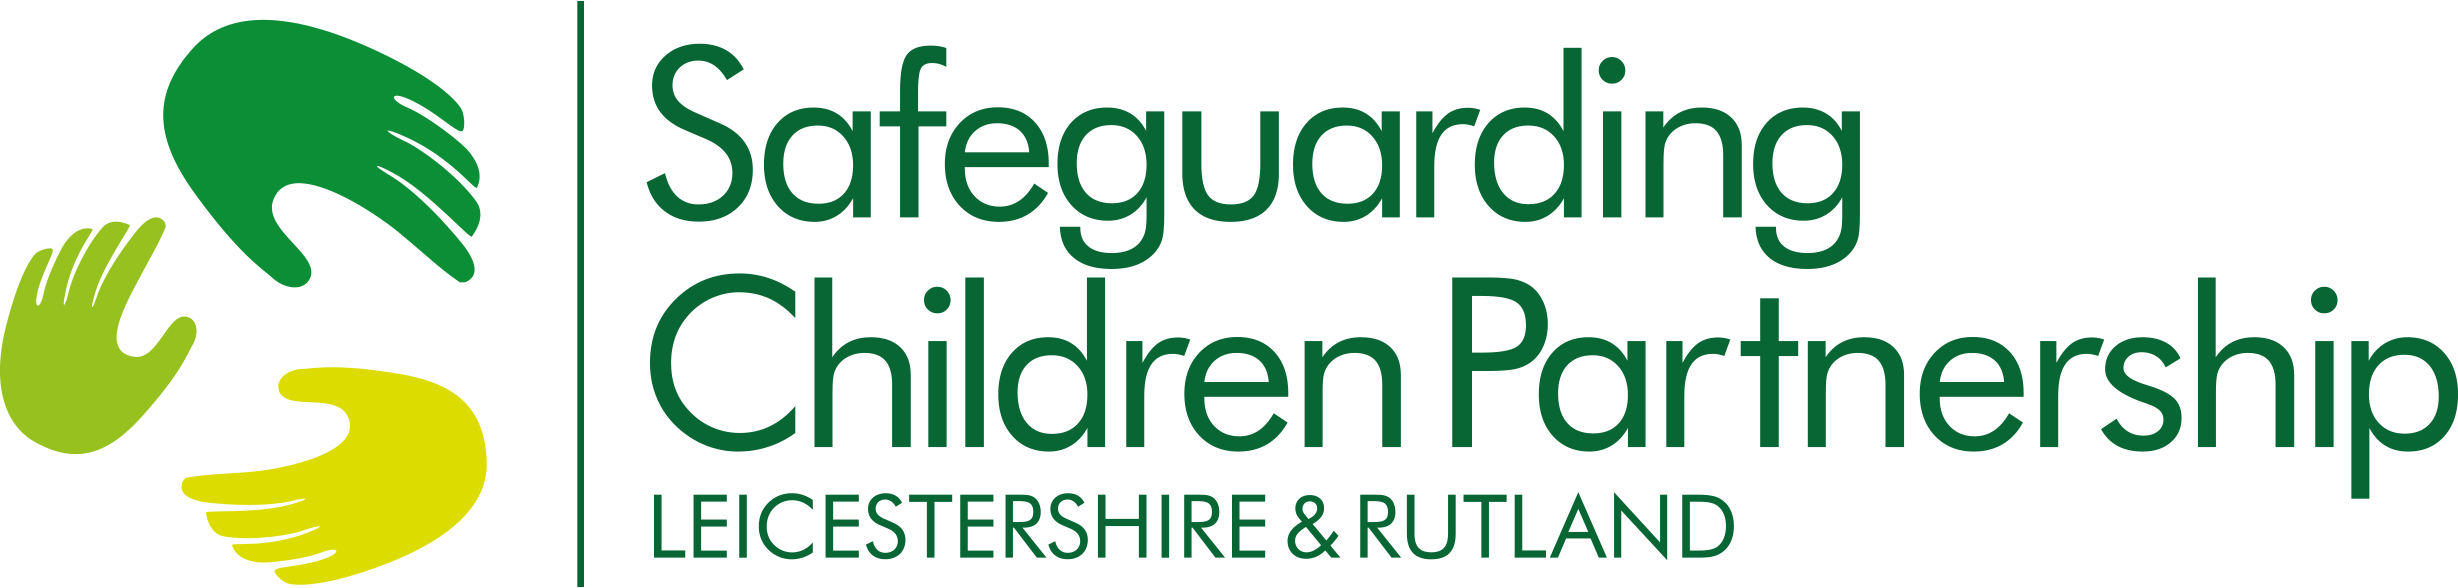 Safeguarding
Children Partnership
LEICESTERSHIRE & RUTLAND